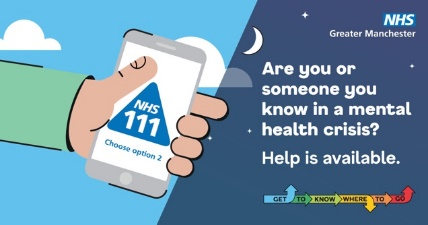 NHS
Greater Manchester
Are you or
someone you
know in a mental
health crisis?
Help is available.
NHS
111
Choose option 2
GET TO KNOW WHERE TO GO